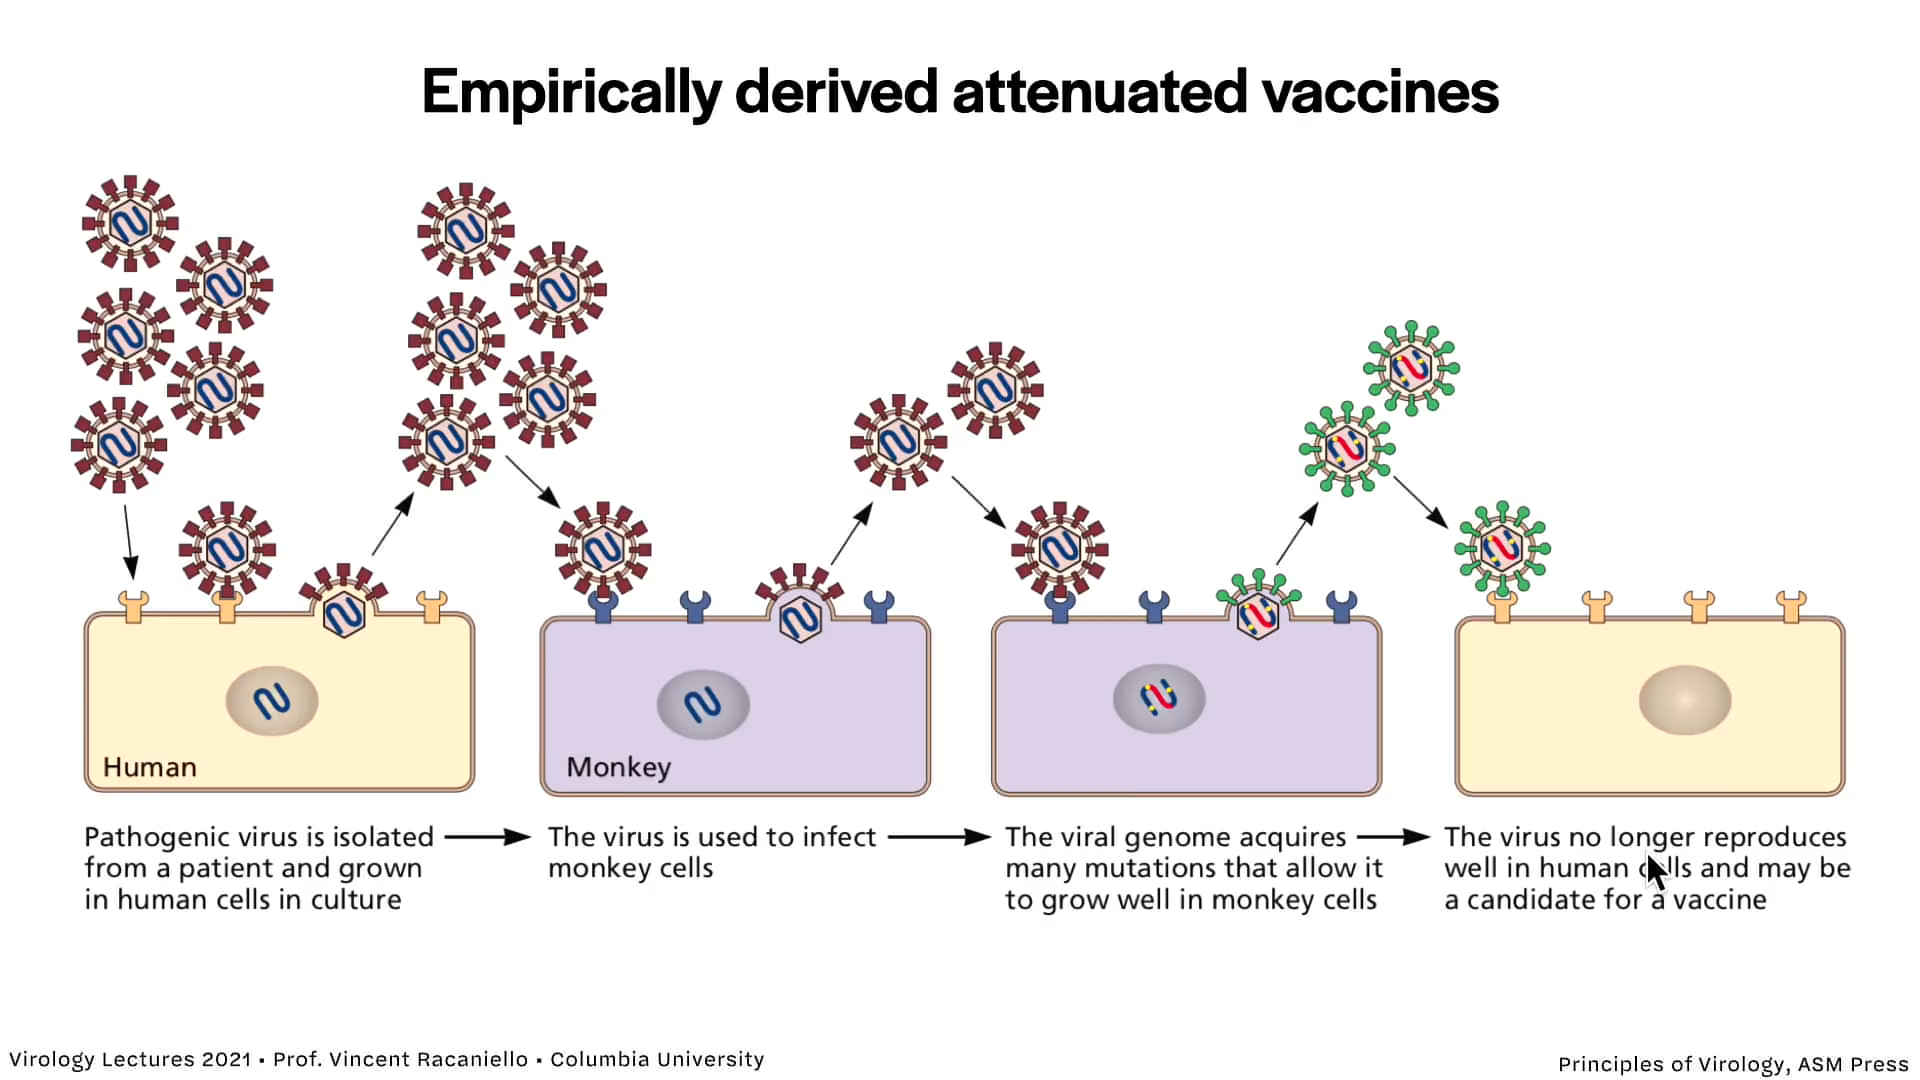 Empirically derived attenuated vaccines
Human
Monkey
Pathogenic virus is isolated
from a patient and grown
in human cells in culture
The virus is used to infect
monkey cells
The viral genome acquires
many mutations that allow it
to grow well in monkey cells
The virus no longer reproduces
well in human cells and may be
a candidate for a vaccine
Virology Lectures 2021 • Prof. Vincent Racaniello • Columbia University
Principles of Virology, ASM Press